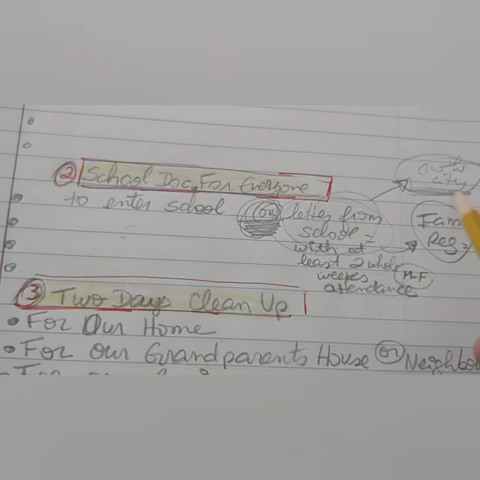 ② School Doc For Everyone
to enter school (or) letter from
school =
with at
least 2 whole (M-F)
weekes
attendance
Fam
Reg
③ Two Days Clean Up
• For Our Home
• For our Grandparents House (or) Neighbo